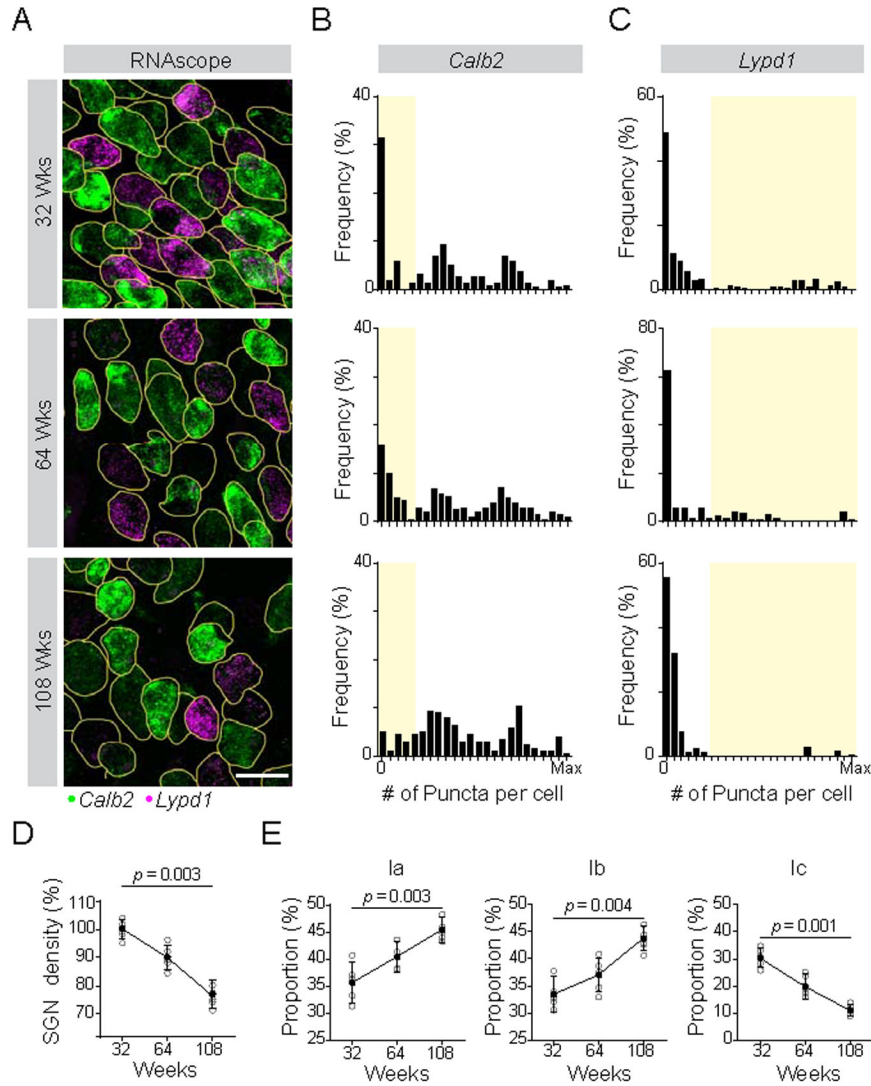 A
B
C
RNAscope
Calb2
Lypd1
32 Wks
40
Frequency (%)
0
60
Frequency (%)
0
64 Wks
40
Frequency (%)
0
80
Frequency (%)
0
108 Wks
40
Frequency (%)
0
60
Frequency (%)
0
0
Max
0
Max
Calb2 Lypd1
# of Puncta per cell
# of Puncta per cell
D
E
Ia
Ib
Ic
p = 0.003
p = 0.003
p = 0.004
p = 0.001
SGN density (%)
110
100
90
80
70
32 64 108
Weeks
Proportion (%)
50
45
40
35
30
25
32 64 108
Weeks
Proportion (%)
50
45
40
35
30
25
32 64 108
Weeks
Proportion (%)
50
40
30
20
10
0
32 64 108
Weeks